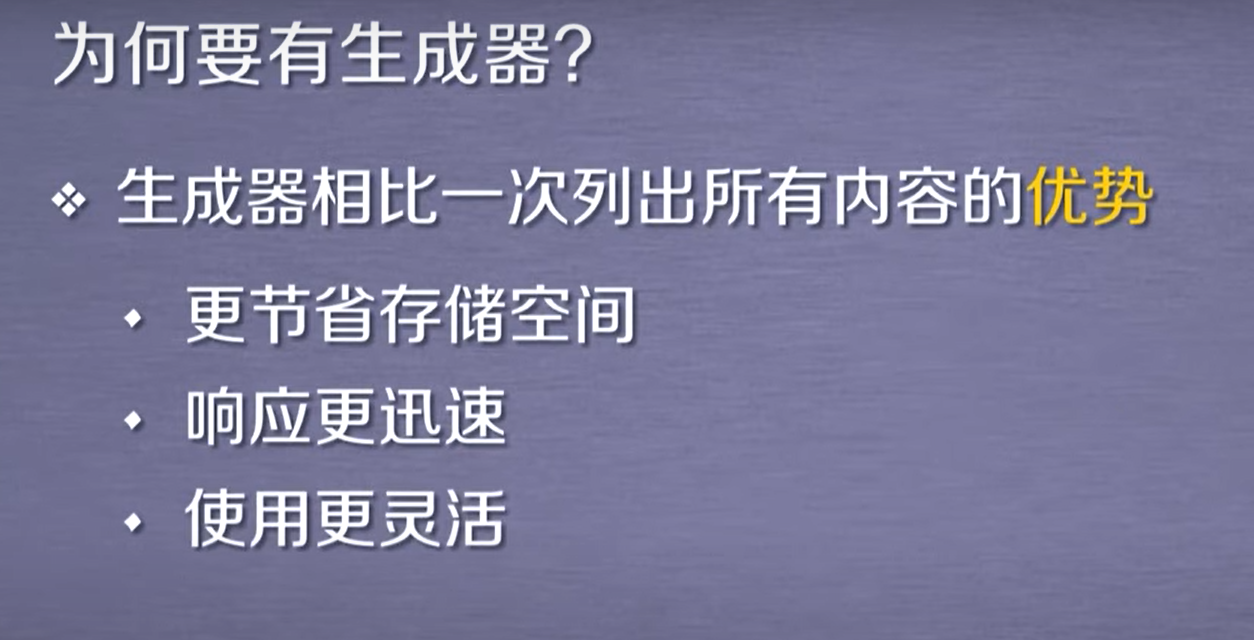 为何要有生成器?
生成器相比一次列出所有内容的优势
更节省存储空间
响应更迅速
使用更灵活